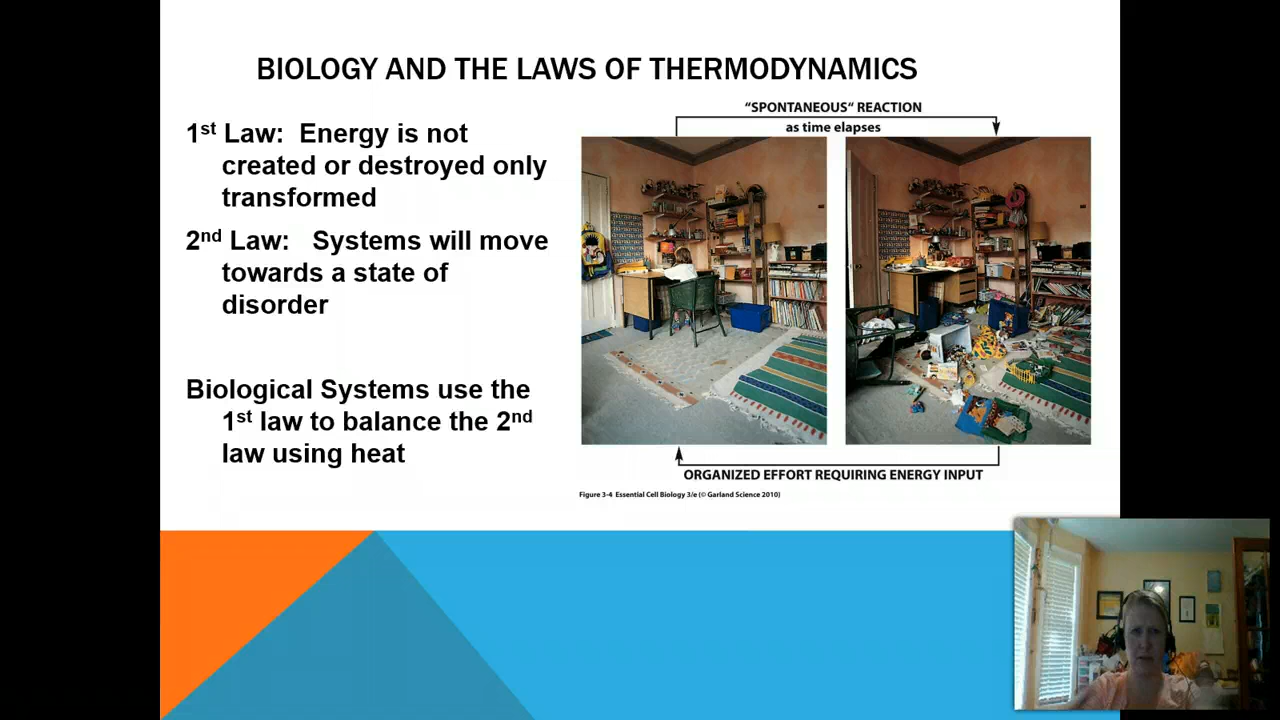 BIOLOGY AND THE LAWS OF THERMODYNAMICS
1st Law: Energy is not
created or destroyed only
transformed
2nd Law: Systems will move
towards a state of
disorder
Biological Systems use the
1st law to balance the 2nd
law using heat
“SPONTANEOUS“ REACTION
as time elapses
ORGANIZED EFFORT REQUIRING ENERGY INPUT
Figure 3-4 Essential Cell Biology 3/e (© Garland Science 2010)